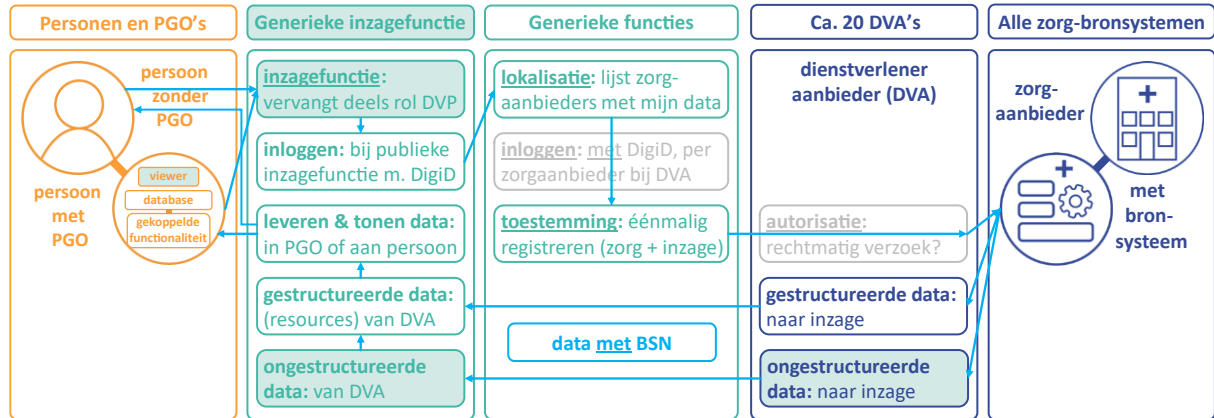 Personen en PGO's
Generieke inzagefunctie
Generieke functies
Ca. 20 DVA's
Alle zorg-bronsystemen
persoon
zonder
PGO
persoon
met
PGO
viewer
database
gekoppelde
functionaliteit
inzagefunctie:
vervangt deels rol DVP
inloggen: bij publieke
inzagefunctie m. DigiD
leveren & tonen data:
in PGO of aan persoon
gestructureerde data:
(resources) van DVA
ongestructureerde
data: van DVA
lokalisatie: lijst zorg-
aanbieders met mijn data
inloggen: met DigiD, per
zorgaanbieder bij DVA
toestemming: éénmalig
registreren (zorg + inzage)
data met BSN
dienstverlener
aanbieder (DVA)
autorisatie:
rechtmatig verzoek?
gestructureerde data:
naar inzage
ongestructureerde
data: naar inzage
zorg-
aanbieder
met
bron-
systeem